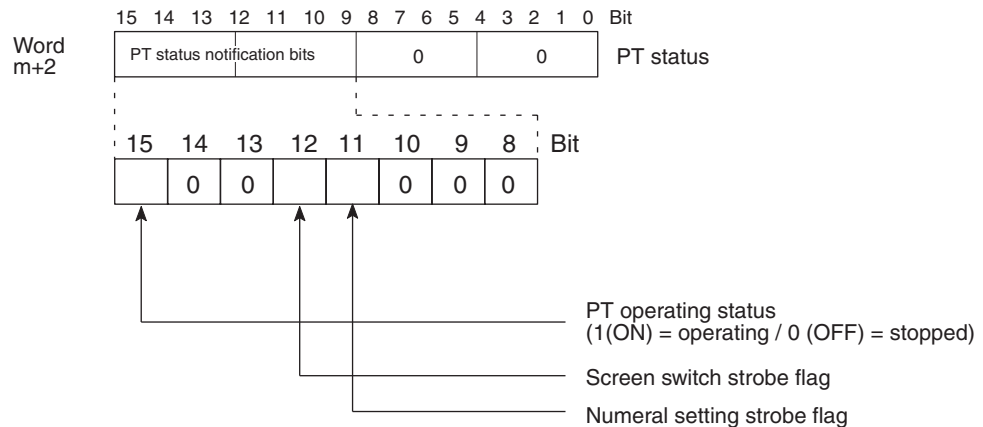 15 14 13 12 11 10 9 8 7 6 5 4 3 2 1 0 Bit
Word
m+2
PT status notification bits 0 0 PT status
15 14 13 12 11 10 9 8 Bit
0 0 0 0 0
PT operating status
(1(ON) = operating / 0 (OFF) = stopped)
Screen switch strobe flag
Numeral setting strobe flag